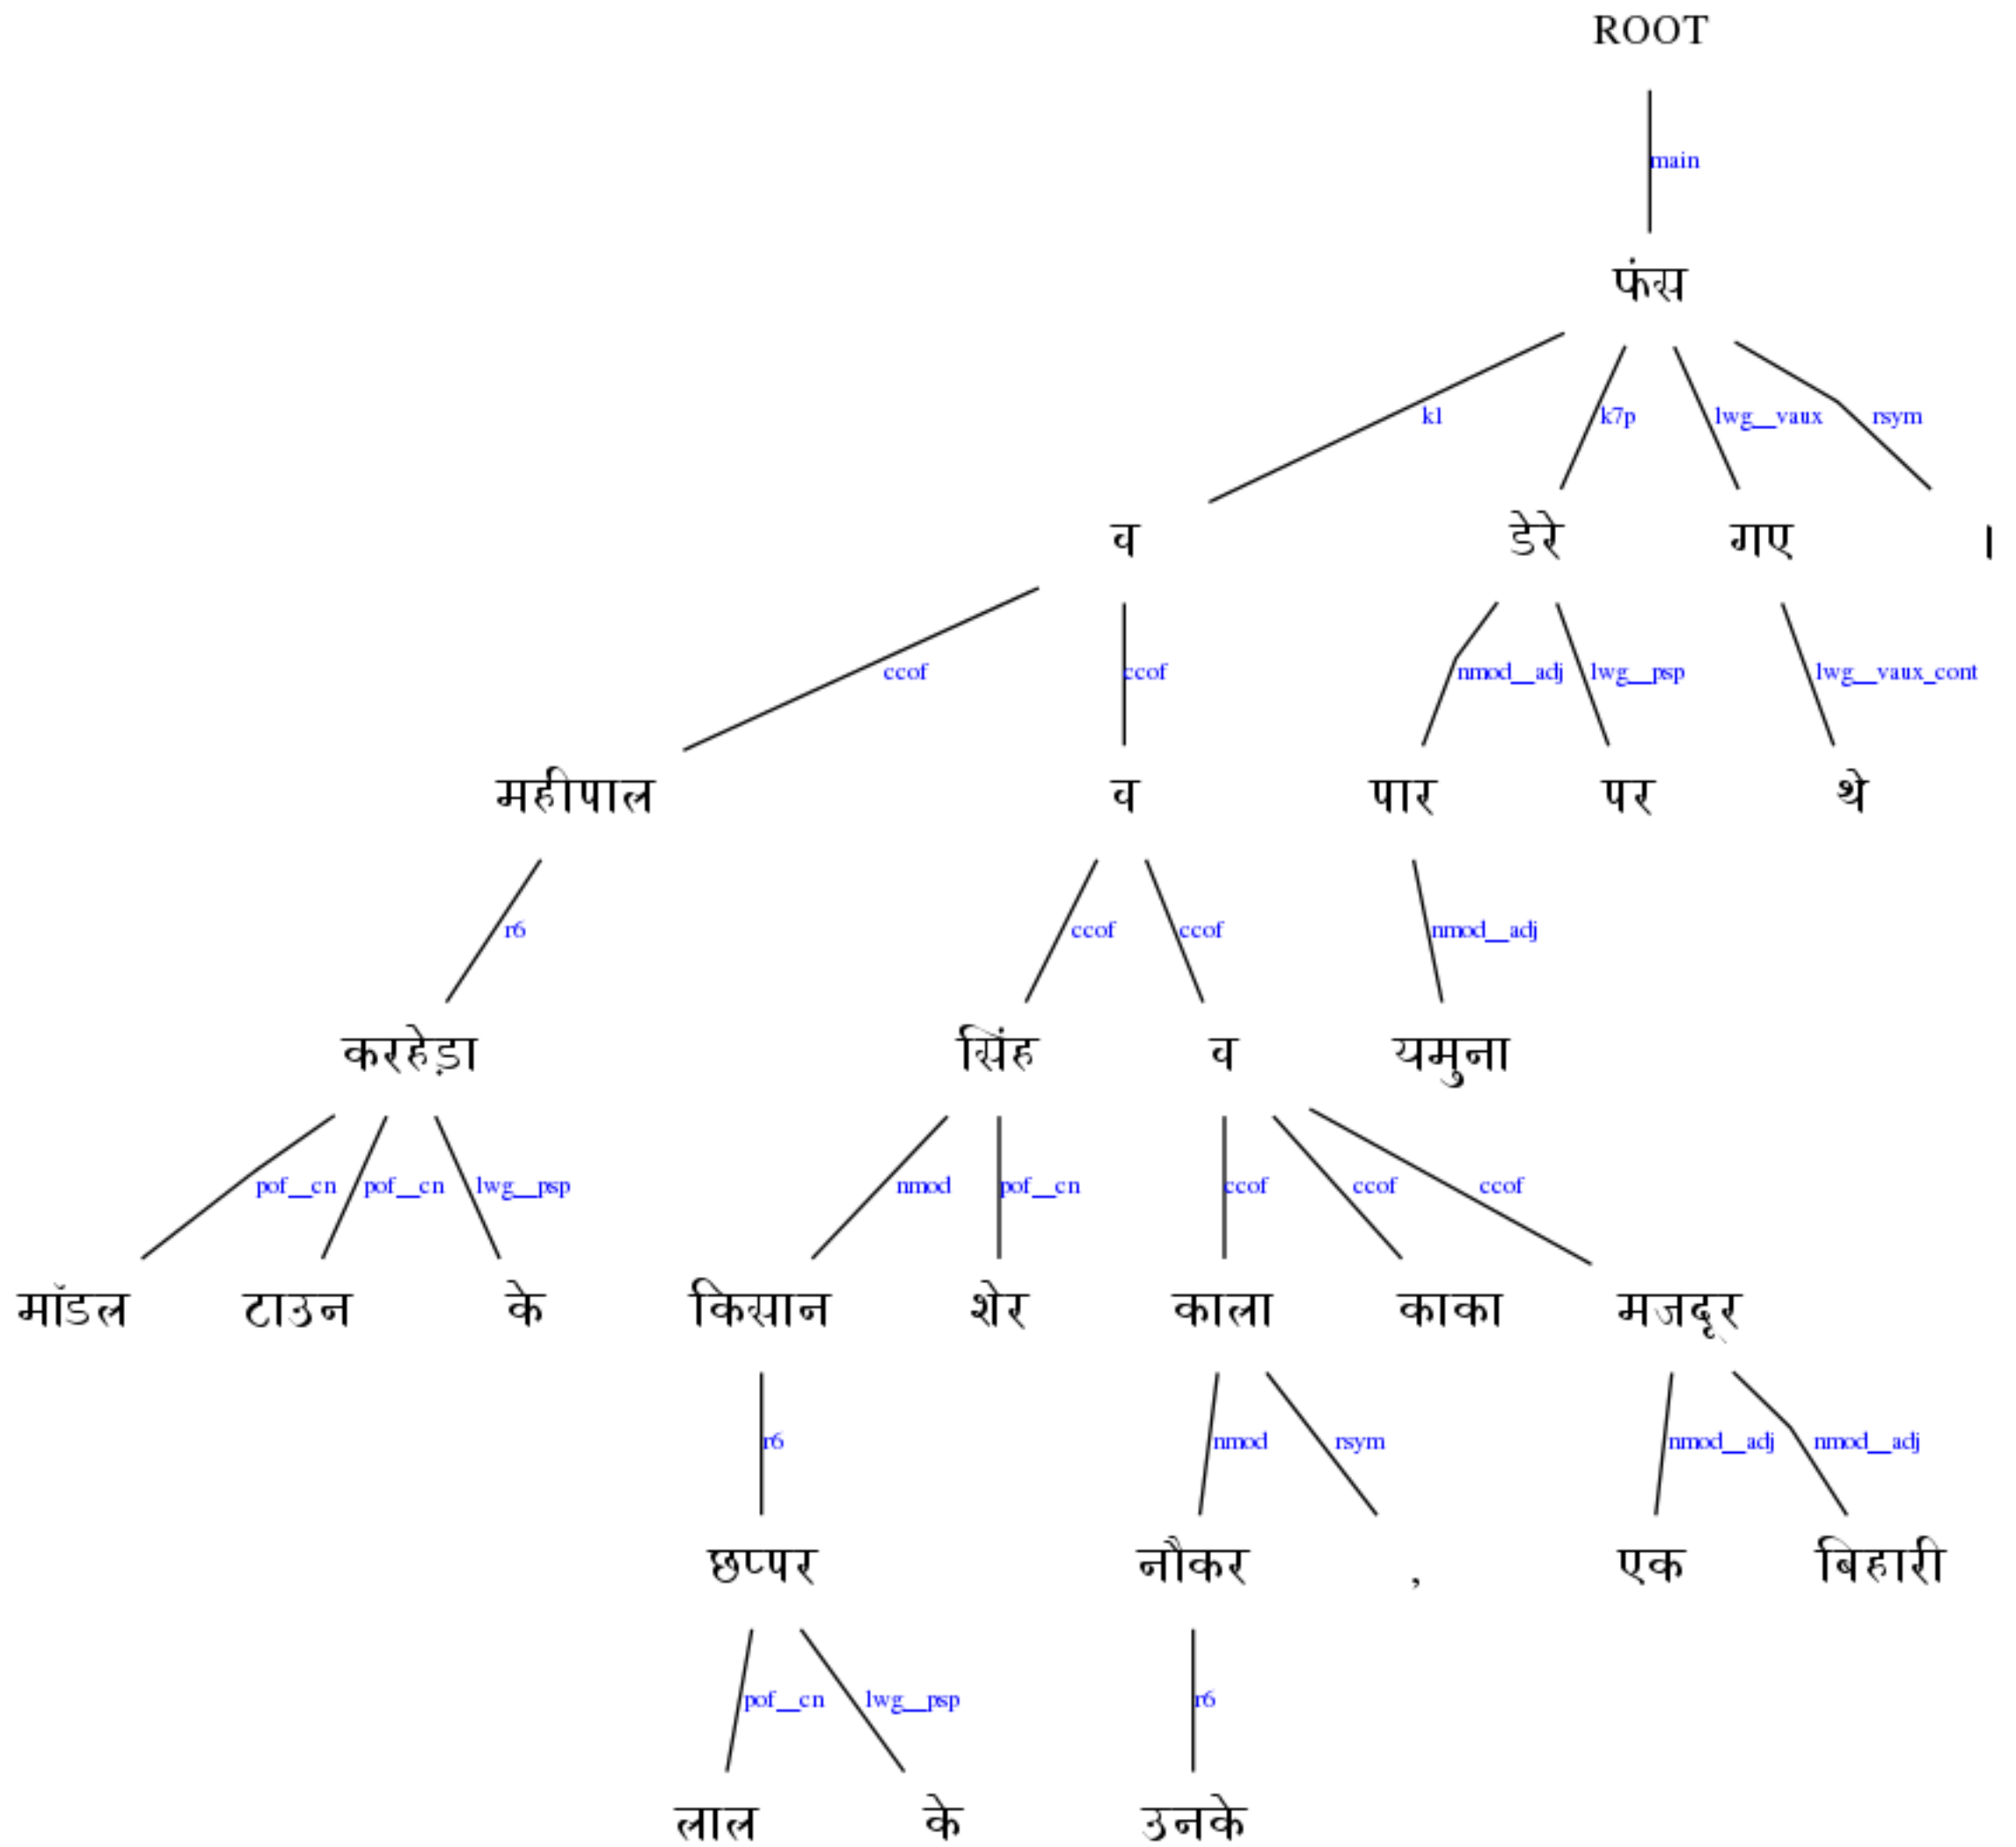 ROOT
main
फंस
k1 k7p lwg__vaux rsym
व डेरे गए ।
ccof ccof nmod__adj lwg__psp lwg__vaux_cont
महीपाल व पार पर थे
r6 ccof ccof nmod__adj
करहेड़ा सिंह व यमुना
pof__cn pof__cn lwg__psp nmod pof__cn ccof ccof ccof
मॉडल टाउन के किसान शेर काला काका मजदूर
r6 nmod rsym nmod__adj nmod__adj
छप्पर नौकर , एक बिहारी
pof__cn lwg__psp r6
लाल के उनके